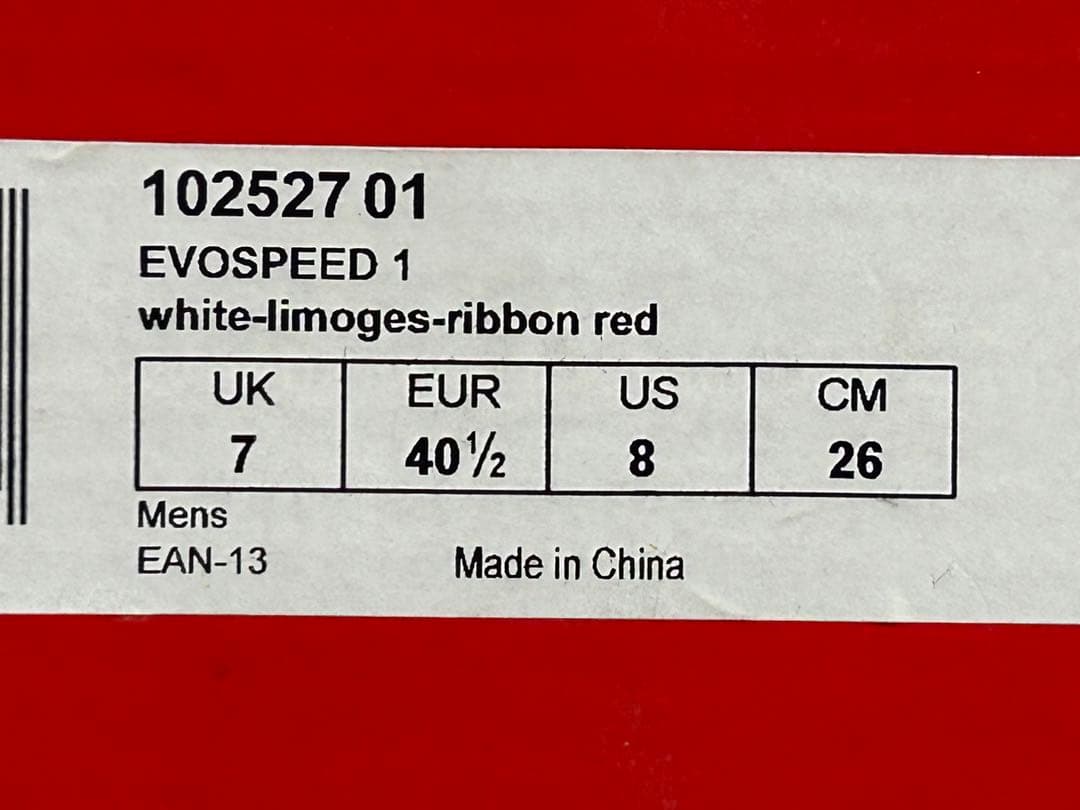 102527 01
EVOSPEED 1
white-limoges-ribbon red
UK EUR US CM
7 40½ 8 26
Mens
EAN-13 Made in China